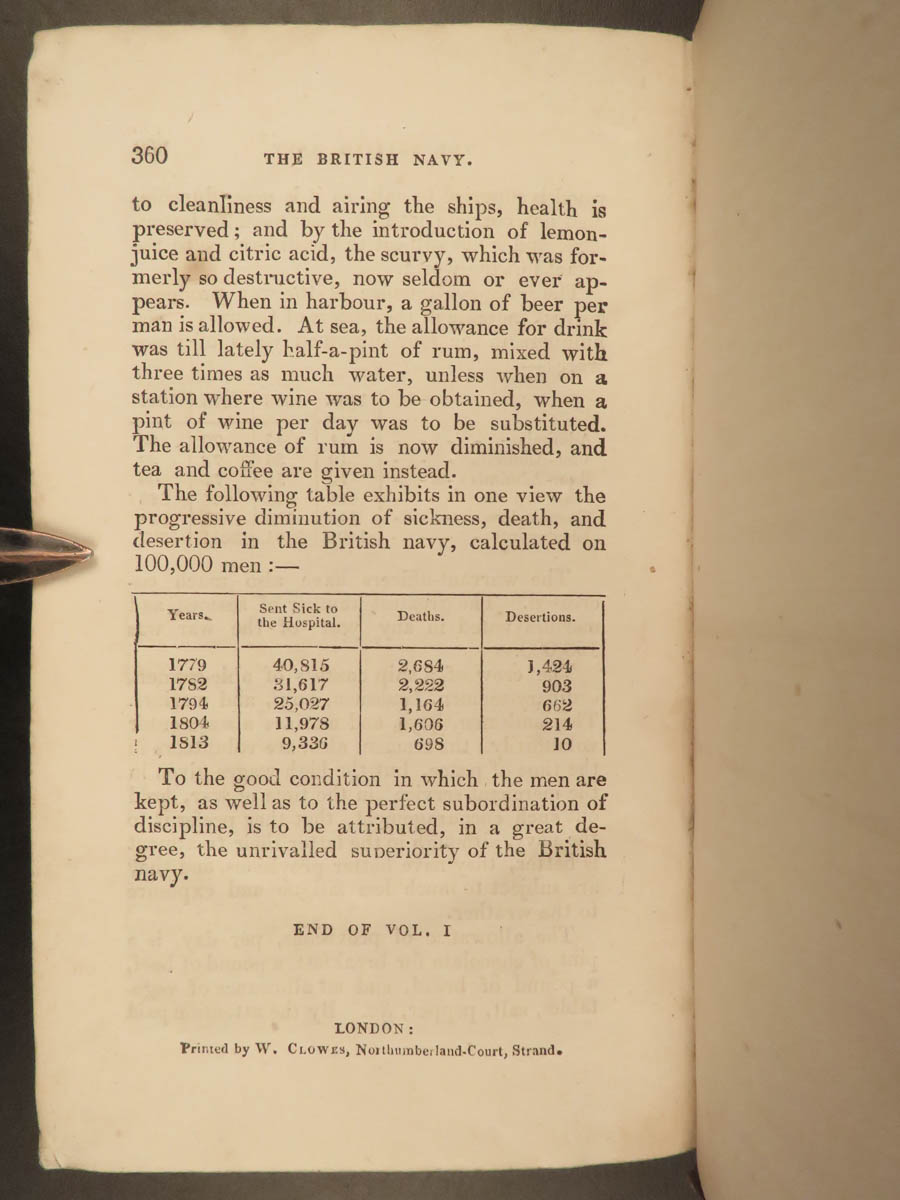 360 THE BRITISH NAVY.
to cleanliness and airing the ships, health is
preserved; and by the introduction of lemon-
juice and citric acid, the scurvy, which was for-
merly so destructive, now seldom or ever ap-
pears. When in harbour, a gallon of beer per
man is allowed. At sea, the allowance for drink
was till lately half-a-pint of rum, mixed with
three times as much water, unless when on a
station where wine was to be obtained, when a
pint of wine per day was to be substituted.
The allowance of rum is now diminished, and
tea and coffee are given instead.
The following table exhibits in one view the
progressive diminution of sickness, death, and
desertion in the British navy, calculated on
100,000 men :—
Years. Sent Sick to the Hospital. Deaths. Desertions.
1779 40,815 2,684 1,424
1782 31,617 2,222 903
1794 25,027 1,164 662
1804 11,978 1,606 214
1813 9,336 698 10
To the good condition in which the men are
kept, as well as to the perfect subordination of
discipline, is to be attributed, in a great de-
gree, the unrivalled superiority of the British
navy.
END OF VOL. I
LONDON:
Printed by W. CLOWES, Northumberland-Court, Strand.